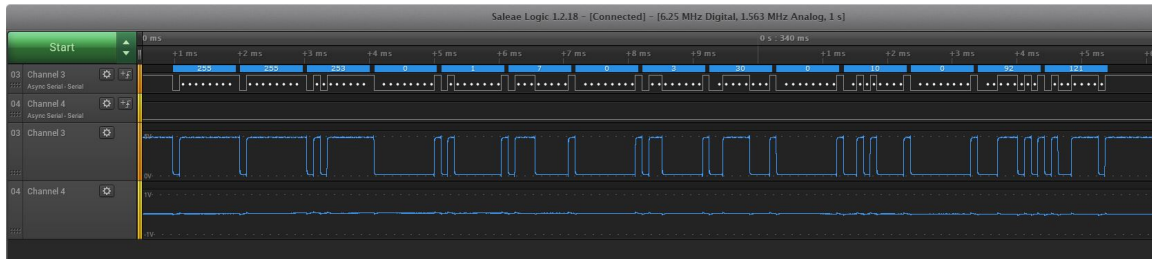 Saleae Logic 1.2.18 - [Connected] - [6.25 MHz Digital, 1.563 MHz Analog, 1 s]
Start
0 ms
0 s : 340 ms
+1 ms +2 ms +3 ms +4 ms +5 ms +6 ms +7 ms +8 ms +9 ms +1 ms +2 ms +3 ms +4 ms +5 ms
03 Channel 3
Async Serial - Serial
255 255 253 0 1 7 0 3 30 0 10 0 92 121
04 Channel 4
Async Serial - Serial
03 Channel 3
0V
04 Channel 4
1V
-1V